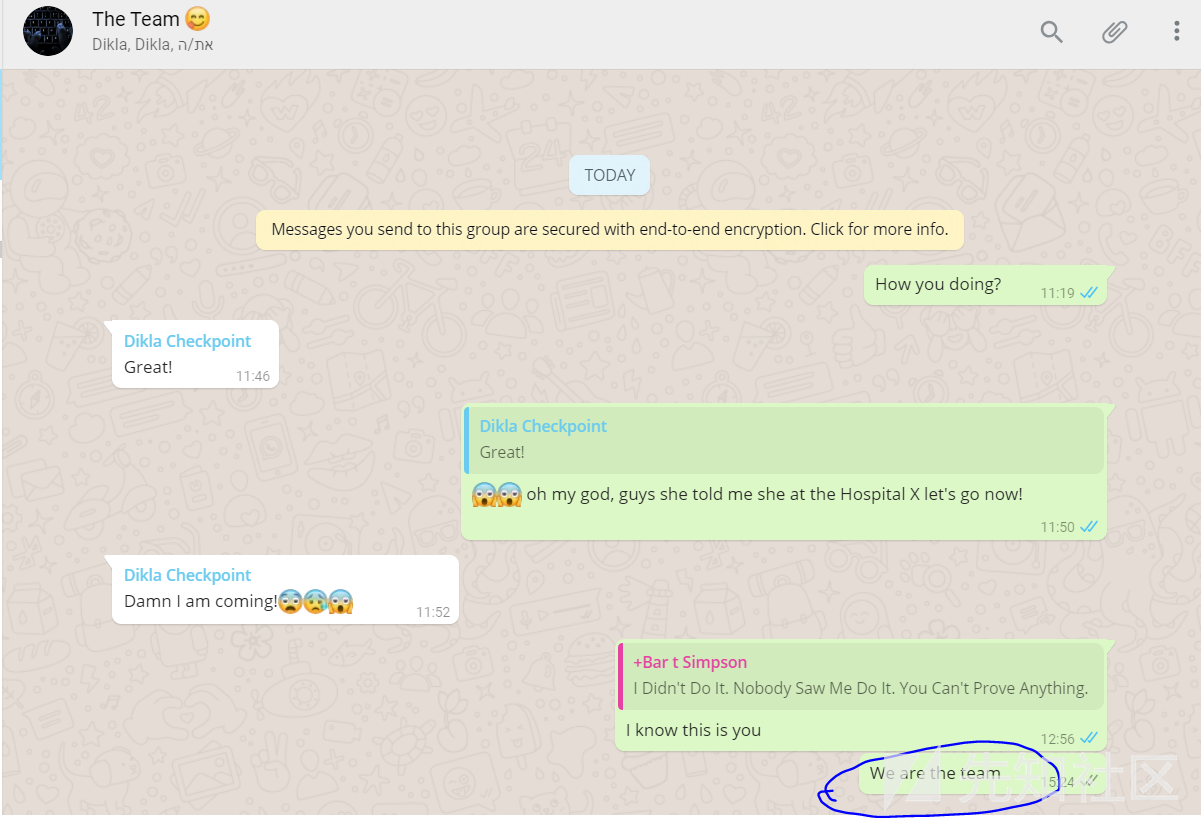 The Team 😊
Dikla, Dikla, את/ה
TODAY
Messages you send to this group are secured with end-to-end encryption. Click for more info.
How you doing?
11:19
Dikla Checkpoint
Great!
11:46
Dikla Checkpoint
Great!
😱😱 oh my god, guys she told me she at the Hospital X let's go now!
11:50
Dikla Checkpoint
Damn I am coming!😨😰😱
11:52
+Bar t Simpson
I Didn't Do It. Nobody Saw Me Do It. You Can't Prove Anything.
I know this is you
12:56
We are the team
15:24
先知社区